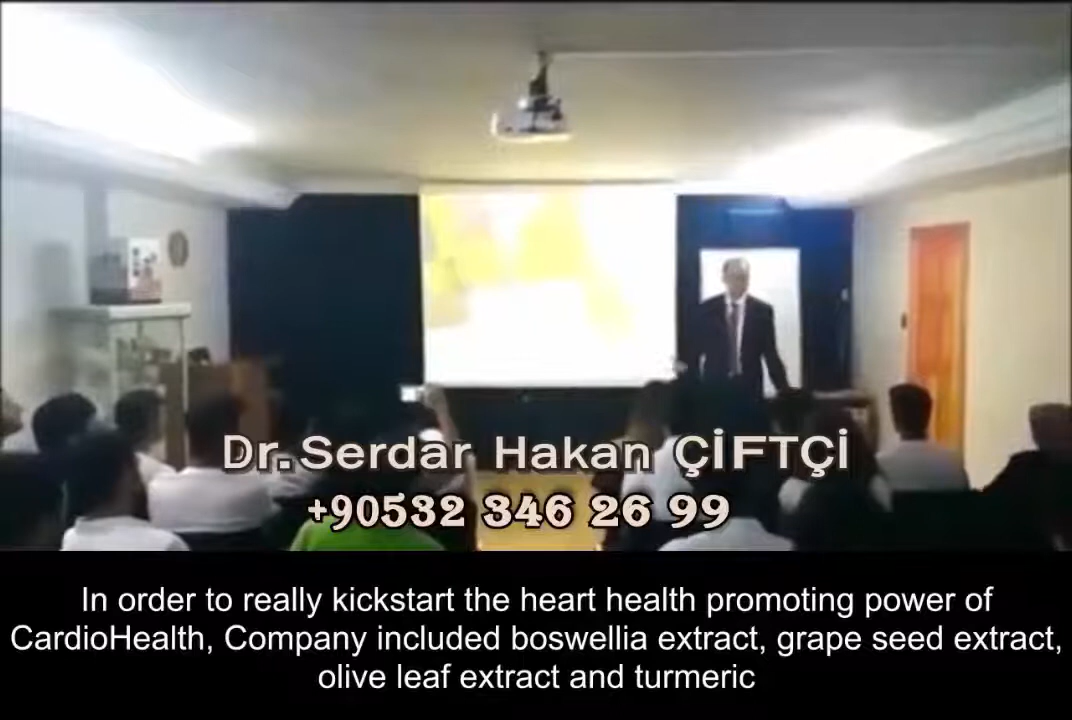 Dr. Serdar Hakan ÇİFTÇİ
+90532 346 26 99
In order to really kickstart the heart health promoting power of
CardioHealth, Company included boswellia extract, grape seed extract,
olive leaf extract and turmeric